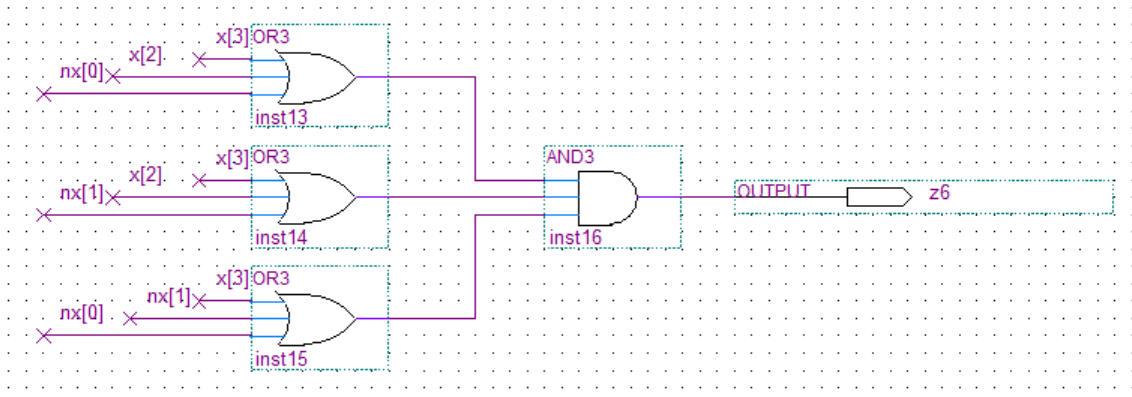 x[3] OR3
x[2]
nx[0]
inst13
x[3] OR3
x[2]
nx[1]
inst14
AND3
inst16
OUTPUT z6
x[3] OR3
nx[1]
nx[0]
inst15